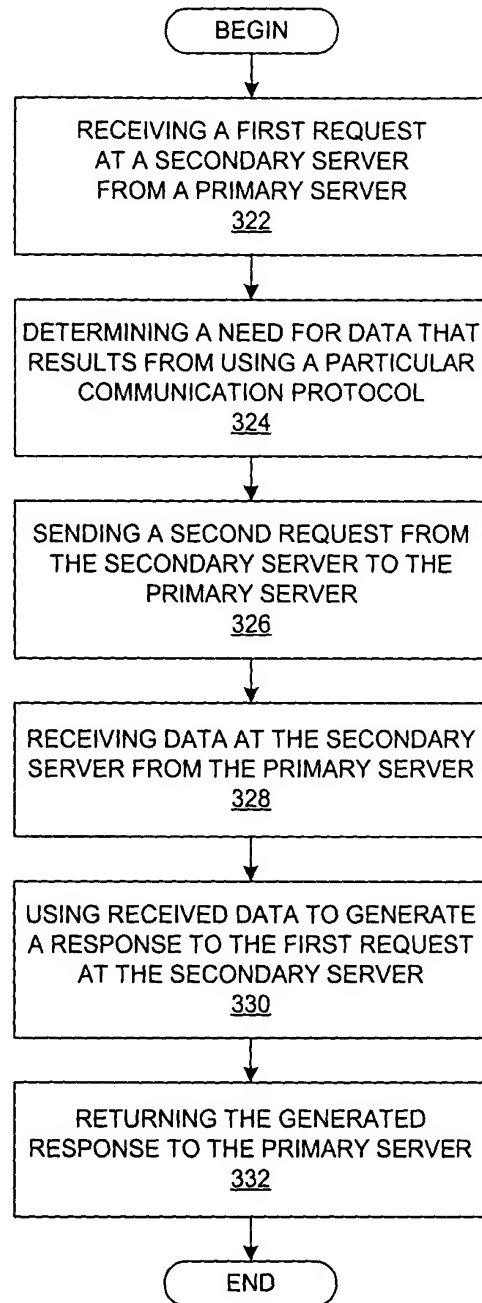 BEGIN
RECEIVING A FIRST REQUEST
AT A SECONDARY SERVER
FROM A PRIMARY SERVER
322
DETERMINING A NEED FOR DATA THAT
RESULTS FROM USING A PARTICULAR
COMMUNICATION PROTOCOL
324
SENDING A SECOND REQUEST FROM
THE SECONDARY SERVER TO THE
PRIMARY SERVER
326
RECEIVING DATA AT THE SECONDARY
SERVER FROM THE PRIMARY SERVER
328
USING RECEIVED DATA TO GENERATE
A RESPONSE TO THE FIRST REQUEST
AT THE SECONDARY SERVER
330
RETURNING THE GENERATED
RESPONSE TO THE PRIMARY SERVER
332
END